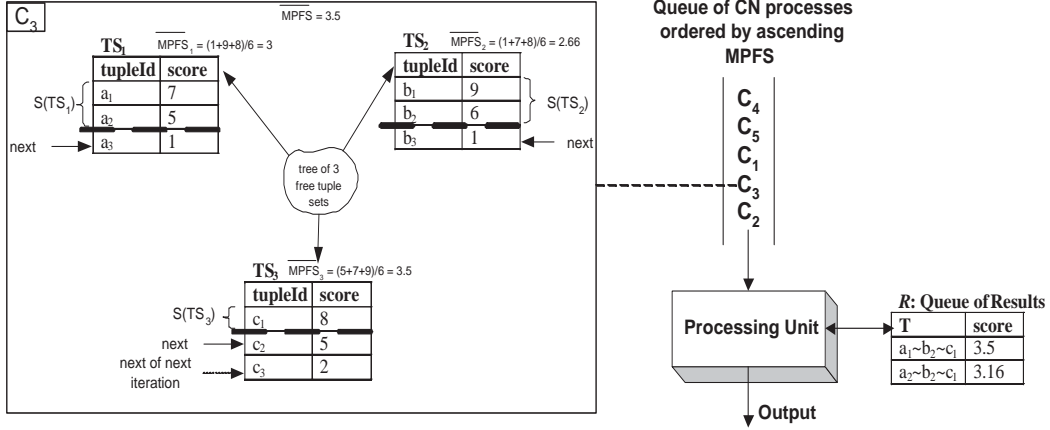 C3
MPFS = 3.5
TS1 MPFS1 = (1+9+8)/6 = 3
tupleId score
a1 7
a2 5
a3 1
S(TS1)
next
TS2 MPFS2 = (1+7+8)/6 = 2.66
tupleId score
b1 9
b2 6
b3 1
S(TS2)
next
tree of 3
free tuple
sets
TS3 MPFS3 = (5+7+9)/6 = 3.5
tupleId score
c1 8
c2 5
c3 2
S(TS3)
next
next of next
iteration
Queue of CN processes
ordered by ascending
MPFS
C4
C5
C1
C3
C2
Processing Unit
Output
R: Queue of Results
T score
a1~b2~c1 3.5
a2~b2~c1 3.16